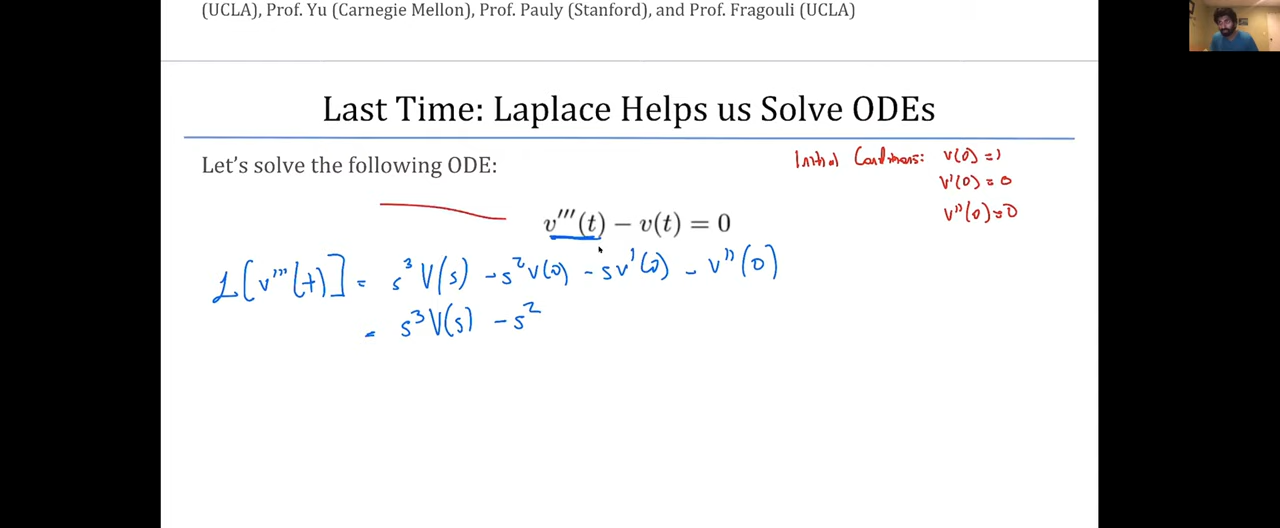 (UCLA), Prof. Yu (Carnegie Mellon), Prof. Pauly (Stanford), and Prof. Fragouli (UCLA)
Last Time: Laplace Helps us Solve ODEs
Let's solve the following ODE:
Initial Conditions: v(0) = 1
v'(0) = 0
v''(0) = 0
v'''(t) − v(t) = 0
L[v'''(t)] = s³V(s) - s²v(0) - sv'(0) - v''(0)
= s³V(s) - s²